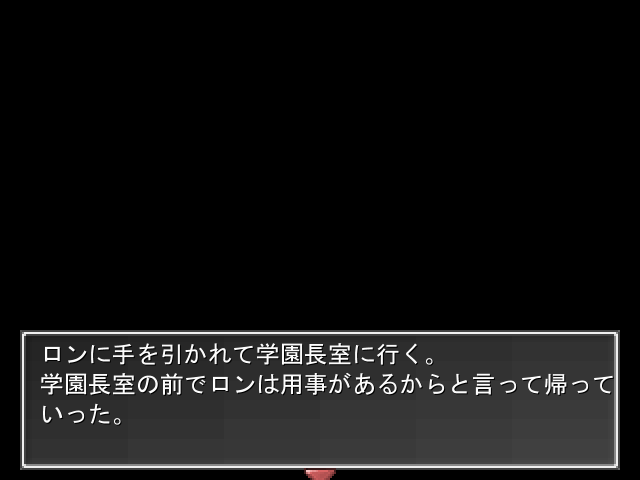 ロンに手を引かれて学園長室に行く。
学園長室の前でロンは用事があるからと言って帰って
いった。